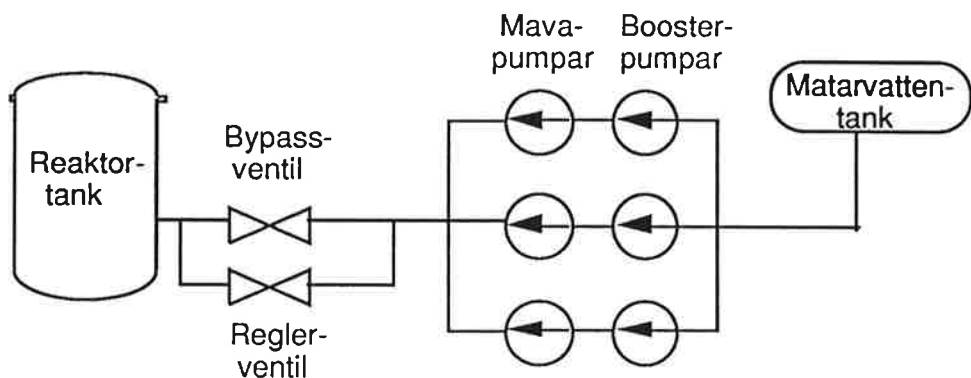 Mava-
pumpar
Booster-
pumpar
Matarvatten-
tank
Bypass-
ventil
Reaktor-
tank
Regler-
ventil